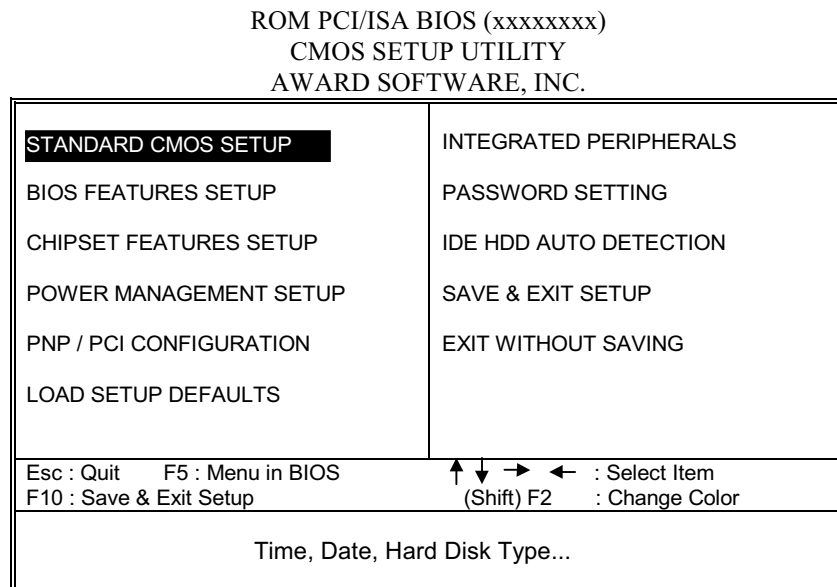 ROM PCI/ISA BIOS (xxxxxxxx)
CMOS SETUP UTILITY
AWARD SOFTWARE, INC.
STANDARD CMOS SETUP
BIOS FEATURES SETUP
CHIPSET FEATURES SETUP
POWER MANAGEMENT SETUP
PNP / PCI CONFIGURATION
LOAD SETUP DEFAULTS
INTEGRATED PERIPHERALS
PASSWORD SETTING
IDE HDD AUTO DETECTION
SAVE & EXIT SETUP
EXIT WITHOUT SAVING
Esc : Quit F5 : Menu in BIOS ↑ ↓ → ← : Select Item
F10 : Save & Exit Setup (Shift) F2 : Change Color
Time, Date, Hard Disk Type...